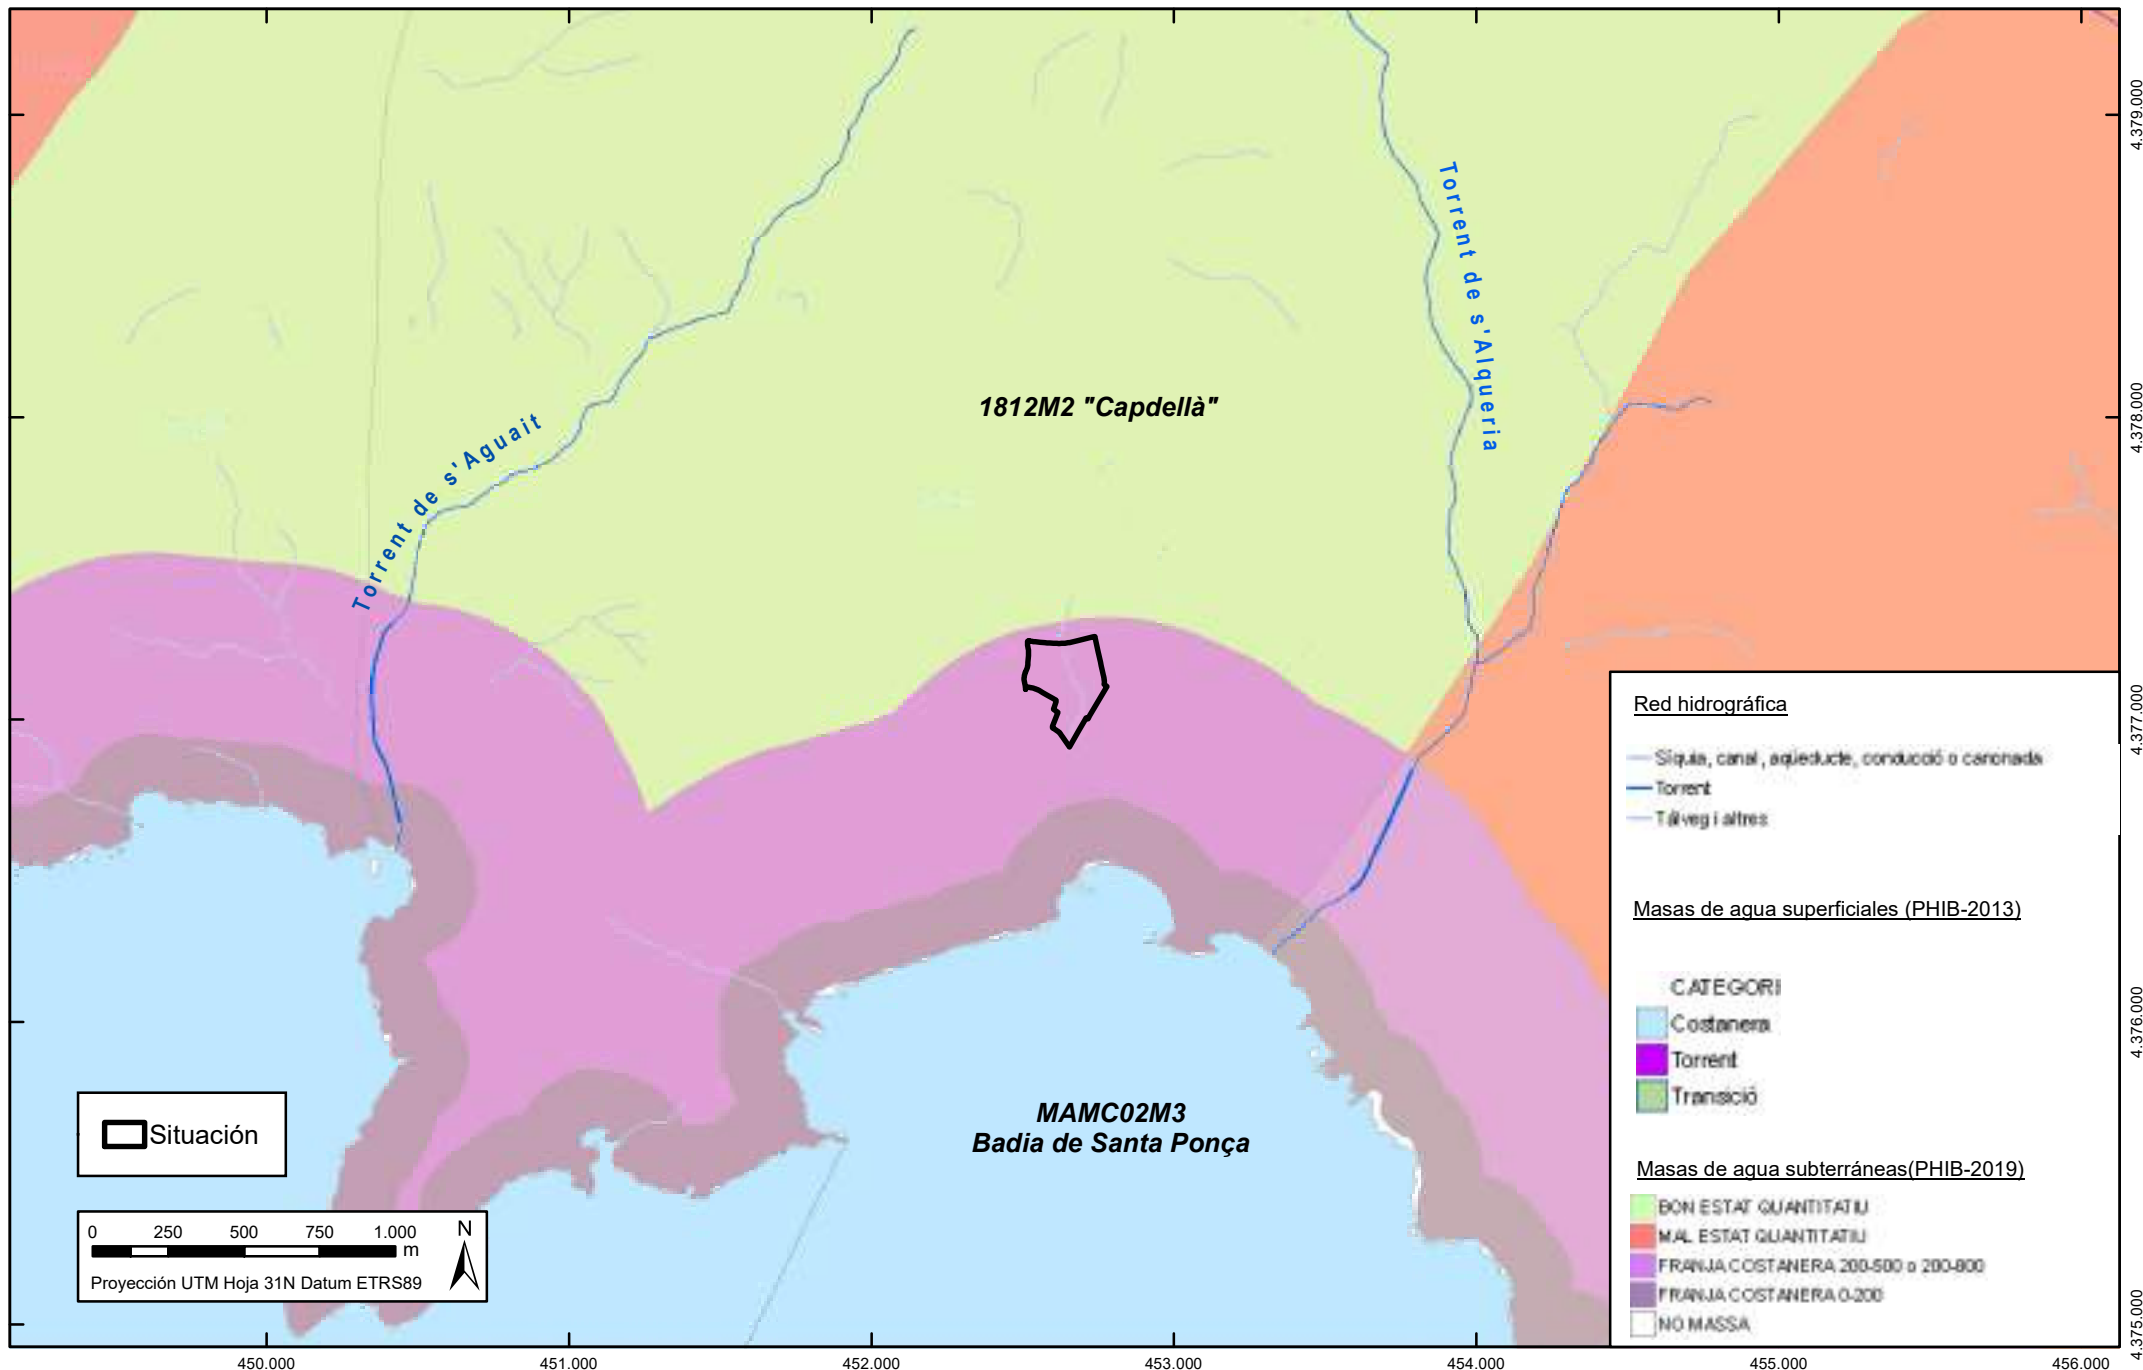 4.379.000
Torrent de s'Alqueria
1812M2 "Capdellà"
4.378.000
Torrent de s'Aguait
4.377.000
Red hidrográfica
Síquia, canal, aqüeducte, conducció o canonada
Torrent
Tàlveg i altres
Masas de agua superficiales (PHIB-2013)
CATEGORI
Costanera
Torrent
Transició
4.376.000
MAMC02M3
Badia de Santa Ponça
Situación
Masas de agua subterráneas(PHIB-2019)
BON ESTAT QUANTITATIU
MAL ESTAT QUANTITATIU
FRANJA COSTANERA 200-500 o 200-800
FRANJA COSTANERA 0-200
NO MASSA
0 250 500 750 1.000
m
N
Proyección UTM Hoja 31N Datum ETRS89
4.375.000
450.000 451.000 452.000 453.000 454.000 455.000 456.000